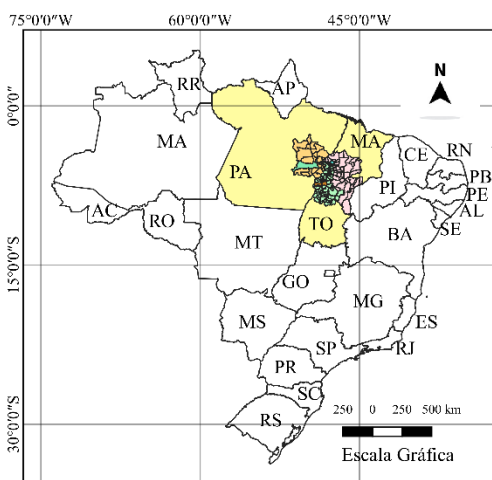 75°0'0"W 60°0'0"W 45°0'0"W
N
RR AP
0°0'0"
MA PA MA CE RN
PI PB
PE
AL
SE
AC RO TO BA
MT
15°0'0"S
GO
MG
MS ES
SP RJ
PR
SC
RS
30°0'0"S
250 0 250 500 km
Escala Gráfica